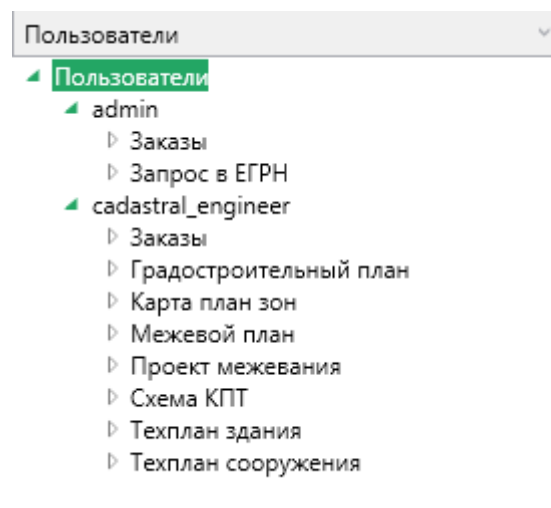 Пользователи
Пользователи
admin
Заказы
Запрос в ЕГРН
cadastral_engineer
Заказы
Градостроительный план
Карта план зон
Межевой план
Проект межевания
Схема КПТ
Техплан здания
Техплан сооружения